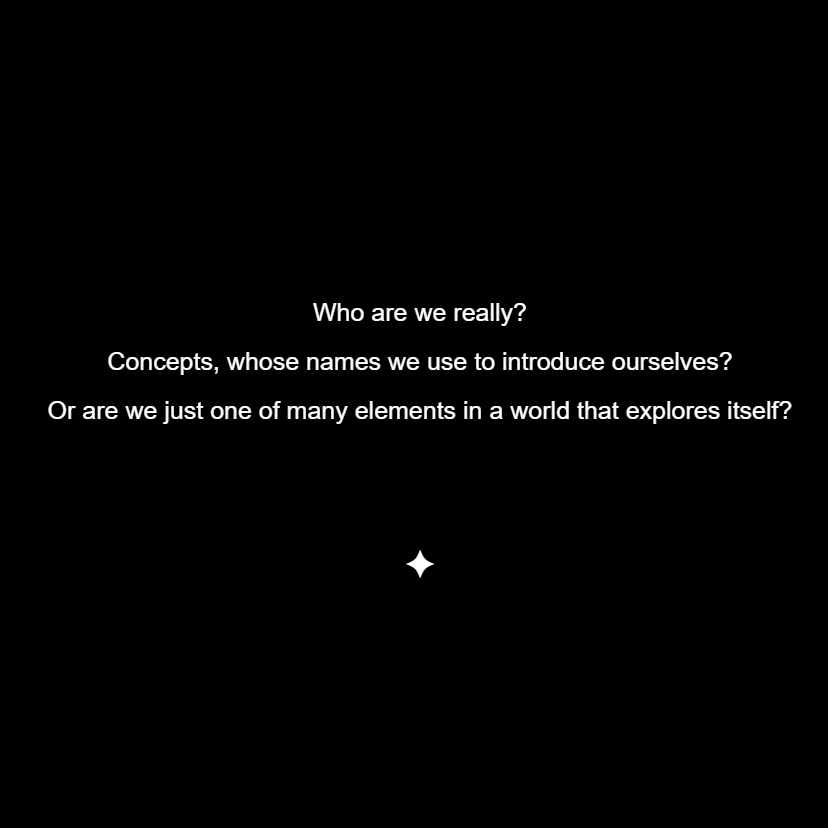 Who are we really?
Concepts, whose names we use to introduce ourselves?
Or are we just one of many elements in a world that explores itself?